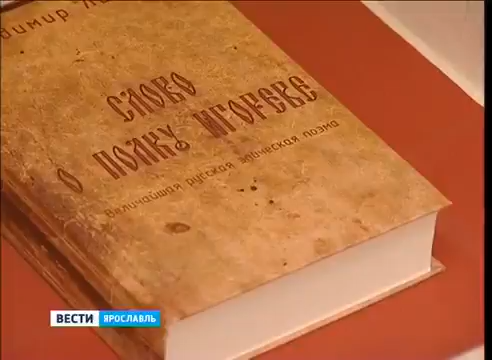 СЛОВО
О ПОЛКУ ИГОРЕВЕ
Величайшая русская эпическая поэма
ВЕСТИ ЯРОСЛАВЛЬ